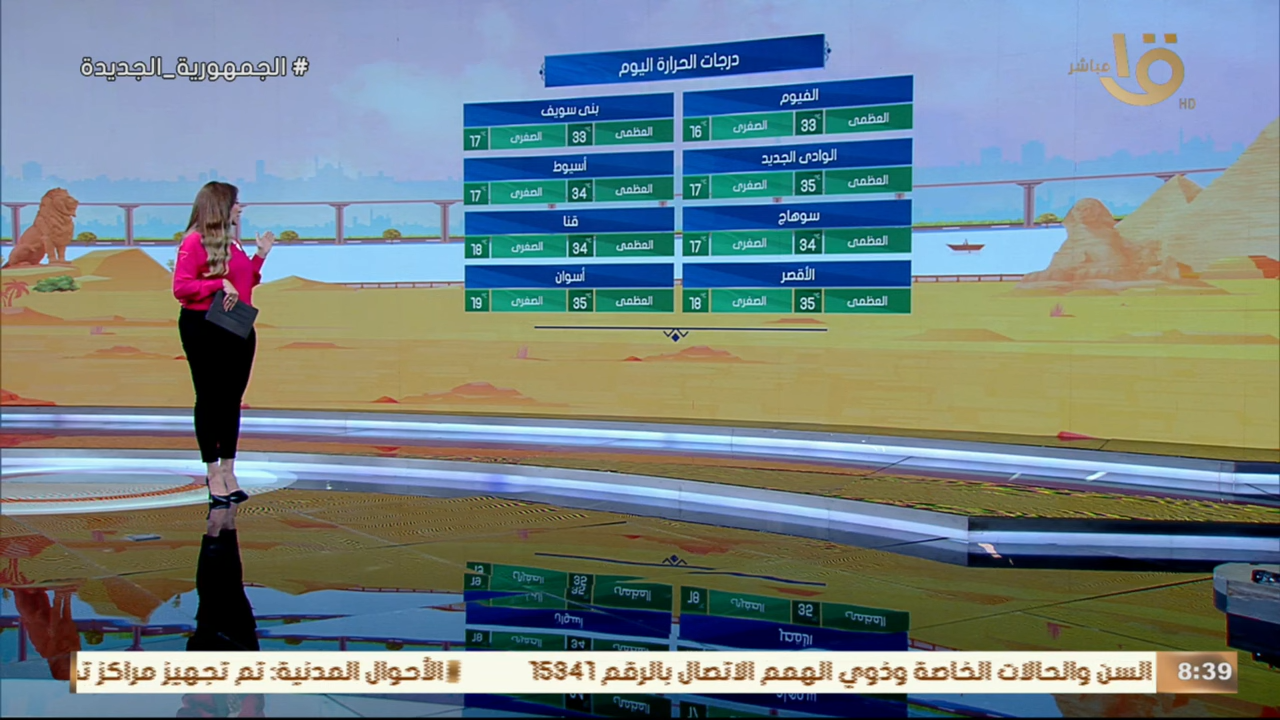 #الجمهورية_الجديدة
مباشر
HD
درجات الحرارة اليوم
الفيوم
العظمى 33°C الصغرى 16°C
بنى سويف
العظمى 33°C الصغرى 17°C
الوادى الجديد
العظمى 35°C الصغرى 17°C
أسيوط
العظمى 34°C الصغرى 17°C
سوهاج
العظمى 34°C الصغرى 17°C
قنا
العظمى 34°C الصغرى 18°C
الأقصر
العظمى 35°C الصغرى 18°C
أسوان
العظمى 35°C الصغرى 19°C
8:39
السن والحالات الخاصة وذوي الهمم الاتصال بالرقم 15341
الأحوال المدنية: تم تجهيز مراكز